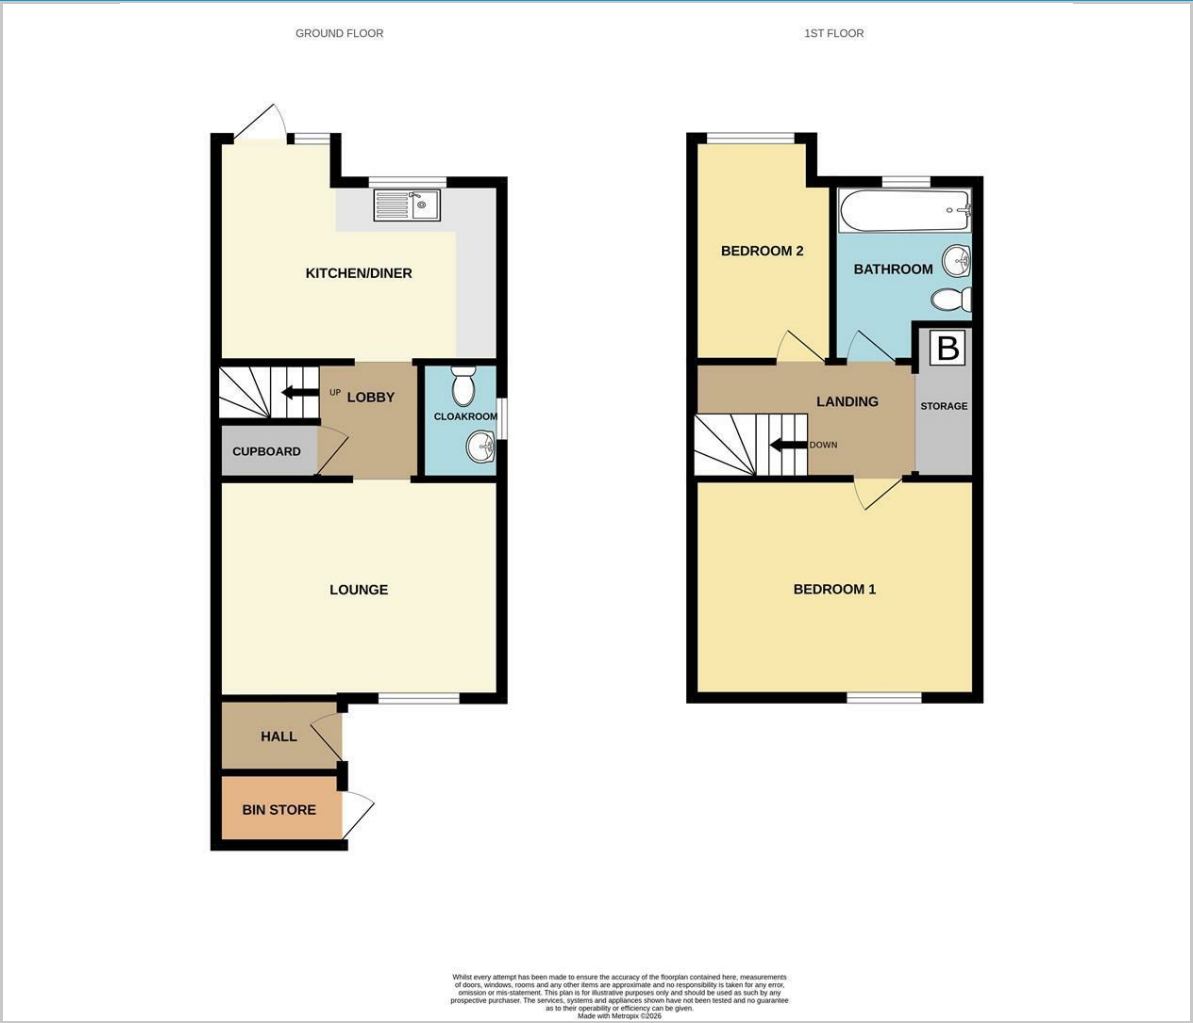 GROUND FLOOR
1ST FLOOR
KITCHEN/DINER
UP
LOBBY
CLOAKROOM
CUPBOARD
LOUNGE
HALL
BIN STORE
BEDROOM 2
BATHROOM
B
LANDING
STORAGE
DOWN
BEDROOM 1
Whilst every attempt has been made to ensure the accuracy of the floorplan contained here, measurements
of doors, windows, rooms and any other items are approximate and no responsibility is taken for any error,
omission or mis-statement. This plan is for illustrative purposes only and should be used as such by any
prospective purchaser. The services, systems and appliances shown have not been tested and no guarantee
as to their operability or efficiency can be given.
Made with Metropix ©2026